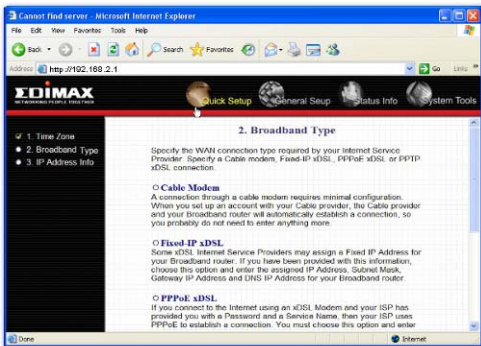 Cannot find server - Microsoft Internet Explorer
File Edit View Favorites Tools Help
Back Search Favorites
Address http://192.168.2.1 Go Links
EDIMAX
NETWORKING PEOPLE TOGETHER
Quick Setup General Seup Status Info System Tools
1. Time Zone
2. Broadband Type
3. IP Address Info
2. Broadband Type
Specify the WAN connection type required by your Internet Service
Provider. Specify a Cable modem, Fixed-IP xDSL, PPPoE xDSL or PPTP
xDSL connection.
Cable Modem
A connection through a cable modem requires minimal configuration.
When you set up an account with your Cable provider, the Cable provider
and your Broadband router will automatically establish a connection, so
you probably do not need to enter anything more.
Fixed-IP xDSL
Some xDSL Internet Service Providers may assign a Fixed IP Address for
your Broadband router. If you have been provided with this information,
choose this option and enter the assigned IP Address, Subnet Mask,
Gateway IP Address and DNS IP Address for your Broadband router.
PPPoE xDSL
If you connect to the Internet using an xDSL Modem and your ISP has
provided you with a Password and a Service Name, then your ISP uses
PPPoE to establish a connection. You must choose this option and enter
Done Internet